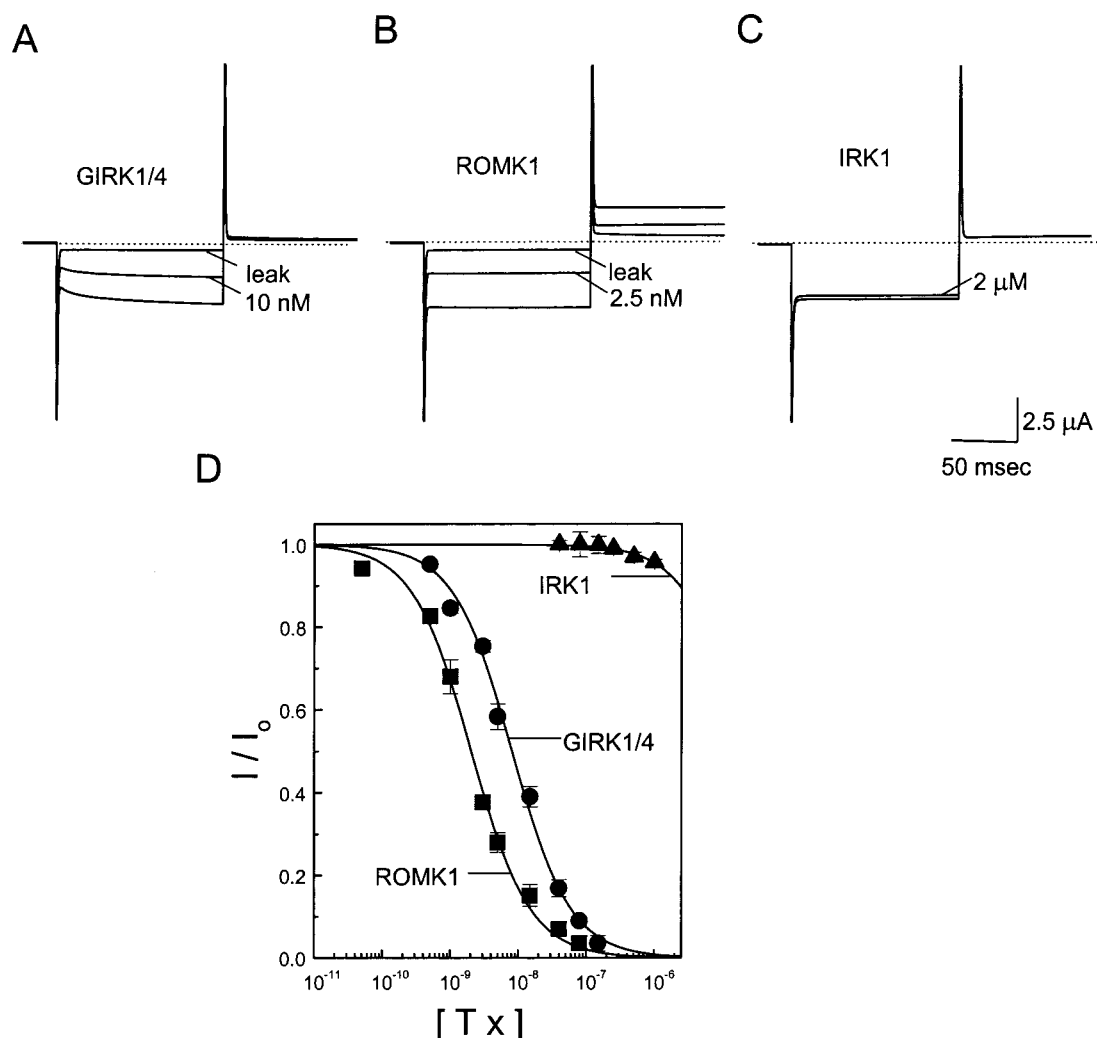 A
B
C
GIRK1/4
ROMK1
IRK1
leak
10 nM
leak
2.5 nM
2 μM
2.5 μA
50 msec
D
I / I₀
1.0
0.8
0.6
0.4
0.2
0.0
IRK1
GIRK1/4
ROMK1
10⁻¹¹ 10⁻¹⁰ 10⁻⁹ 10⁻⁸ 10⁻⁷ 10⁻⁶
[ T x ]